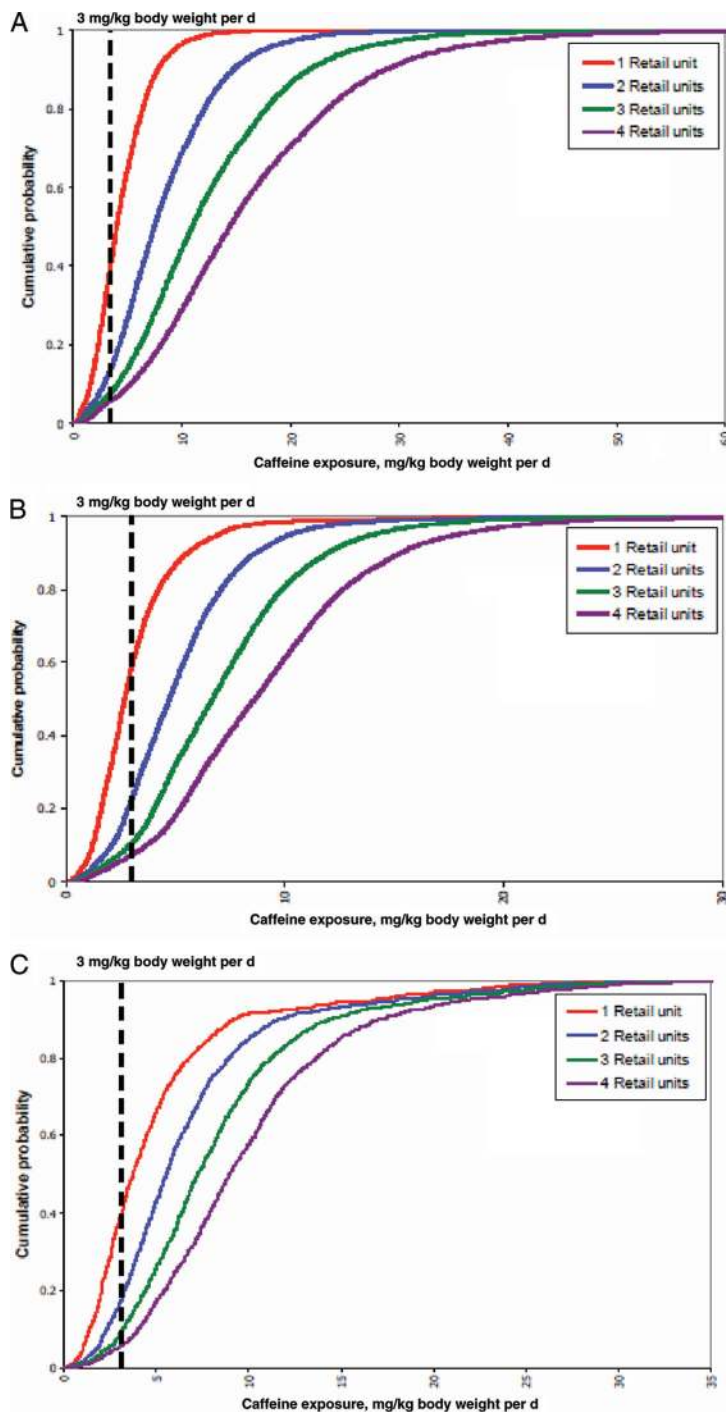 A
3 mg/kg body weight per d
1
0.8
0.6
0.4
0.2
0
Cumulative probability
1 Retail unit
2 Retail units
3 Retail units
4 Retail units
0 10 20 30 40 50 60
Caffeine exposure, mg/kg body weight per d
B
3 mg/kg body weight per d
1
0.8
0.6
0.4
0.2
0
Cumulative probability
1 Retail unit
2 Retail units
3 Retail units
4 Retail units
0 10 20 30
Caffeine exposure, mg/kg body weight per d
C
3 mg/kg body weight per d
1
0.8
0.6
0.4
0.2
0
Cumulative probability
1 Retail unit
2 Retail units
3 Retail units
4 Retail units
0 5 10 15 20 25 30 35
Caffeine exposure, mg/kg body weight per d